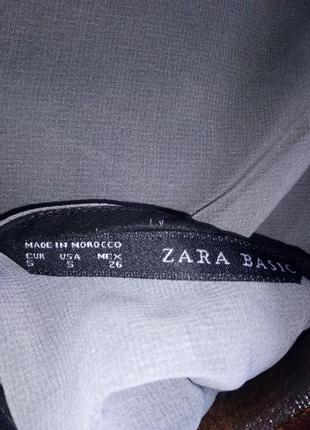 MADE IN MOROCCO
EUR USA MEX
S S 26
ZARA BASIC